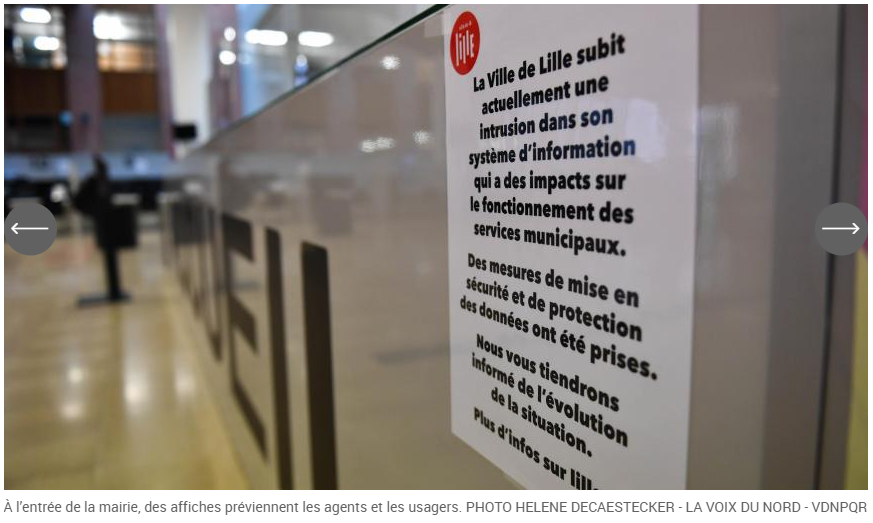 ville de
lille
La Ville de Lille subit
actuellement une
intrusion dans son
système d'information
qui a des impacts sur
le fonctionnement des
services municipaux.
Des mesures de mise en
sécurité et de protection
des données ont été prises.
Nous vous tiendrons
informé de l'évolution
de la situation.
Plus d'infos sur lill
UEIL
À l'entrée de la mairie, des affiches préviennent les agents et les usagers. PHOTO HELENE DECAESTECKER - LA VOIX DU NORD - VDNPQR